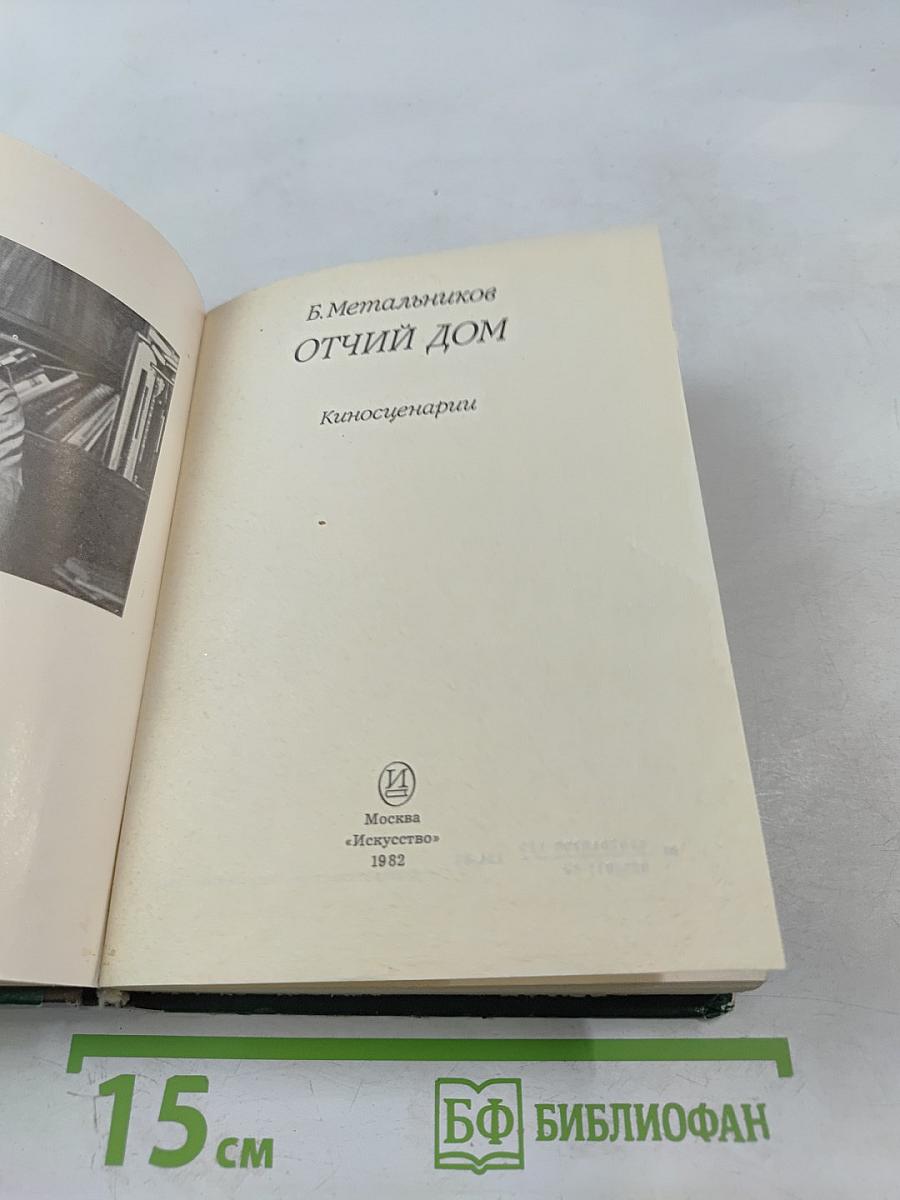 Б. Метальников
ОТЧИЙ ДОМ
Киносценарии
И
Москва
«Искусство»
1982
15 см
БФ БИБЛИОФАН